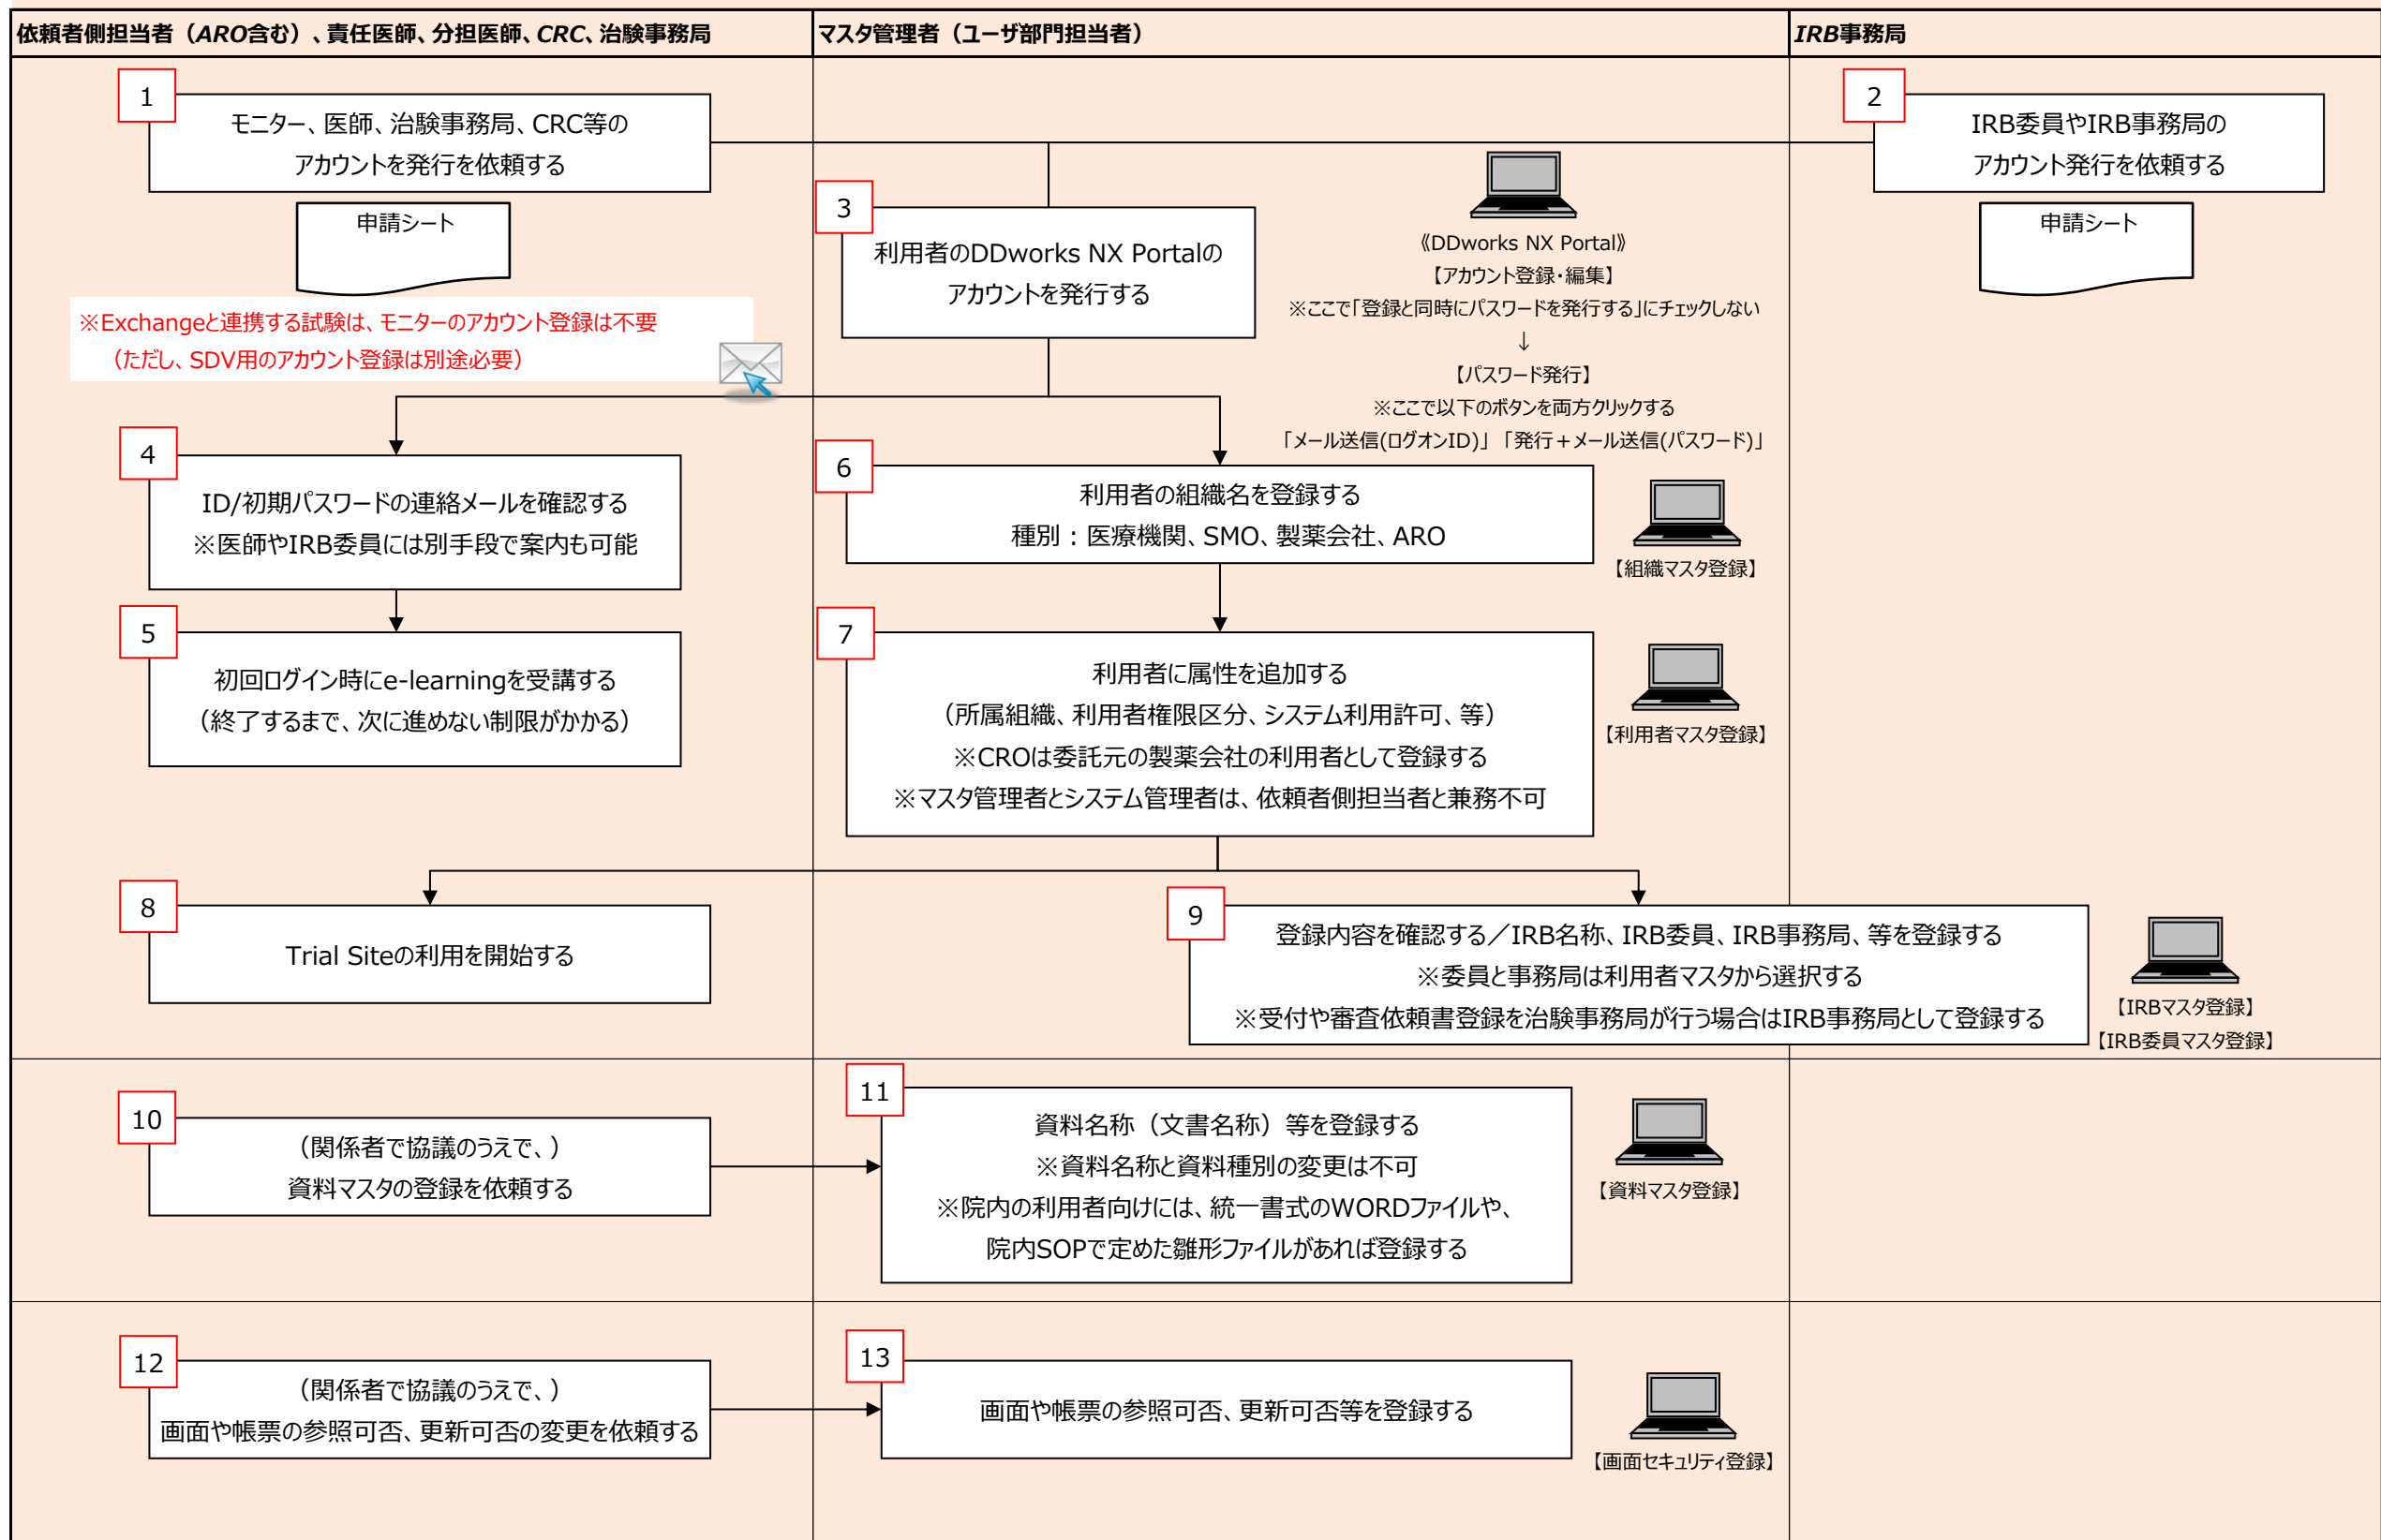 依頼者側担当者（ARO含む）、責任医師、分担医師、CRC、治験事務局
マスタ管理者（ユーザ部門担当者）
IRB事務局
1
モニター、医師、治験事務局、CRC等の
アカウントを発行を依頼する
申請シート
※Exchangeと連携する試験は、モニターのアカウント登録は不要
（ただし、SDV用のアカウント登録は別途必要）
2
IRB委員やIRB事務局の
アカウント発行を依頼する
申請シート
3
利用者のDDworks NX Portalの
アカウントを発行する
《DDworks NX Portal》
【アカウント登録・編集】
※ここで「登録と同時にパスワードを発行する」にチェックしない
↓
【パスワード発行】
※ここで以下のボタンを両方クリックする
「メール送信(ログオンID)」「発行＋メール送信(パスワード)」
4
ID/初期パスワードの連絡メールを確認する
※医師やIRB委員には別手段で案内も可能
5
初回ログイン時にe-learningを受講する
（終了するまで、次に進めない制限がかかる）
6
利用者の組織名を登録する
種別：医療機関、SMO、製薬会社、ARO
【組織マスタ登録】
7
利用者に属性を追加する
（所属組織、利用者権限区分、システム利用許可、等）
※CROは委託元の製薬会社の利用者として登録する
※マスタ管理者とシステム管理者は、依頼者側担当者と兼務不可
【利用者マスタ登録】
8
Trial Siteの利用を開始する
9
登録内容を確認する／IRB名称、IRB委員、IRB事務局、等を登録する
※委員と事務局は利用者マスタから選択する
※受付や審査依頼書登録を治験事務局が行う場合はIRB事務局として登録する
【IRBマスタ登録】
【IRB委員マスタ登録】
10
（関係者で協議のうえで、）
資料マスタの登録を依頼する
11
資料名称（文書名称）等を登録する
※資料名称と資料種別の変更は不可
※院内の利用者向けには、統一書式のWORDファイルや、
院内SOPで定めた雛形ファイルがあれば登録する
【資料マスタ登録】
12
（関係者で協議のうえで、）
画面や帳票の参照可否、更新可否の変更を依頼する
13
画面や帳票の参照可否、更新可否等を登録する
【画面セキュリティ登録】